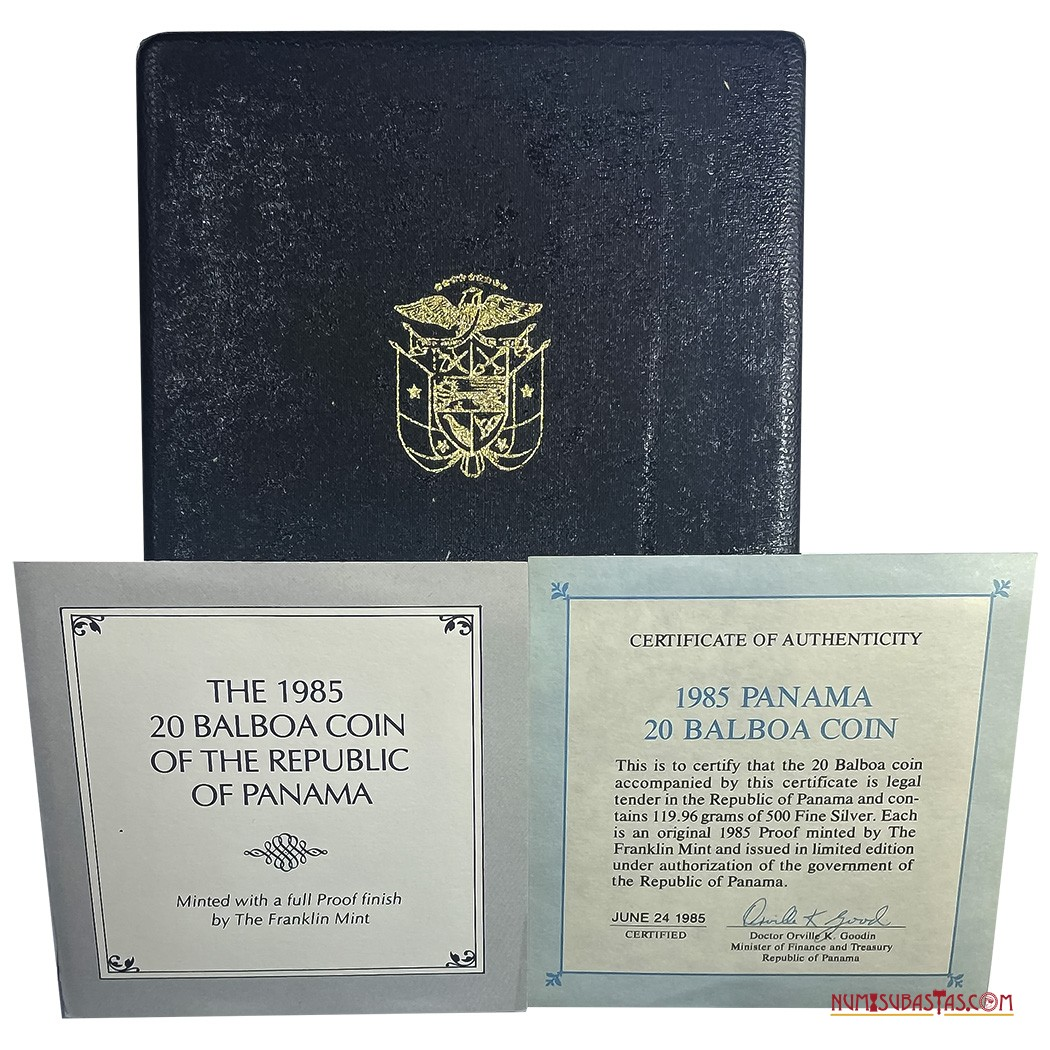 THE 1985
20 BALBOA COIN
OF THE REPUBLIC
OF PANAMA
Minted with a full Proof finish
by The Franklin Mint
CERTIFICATE OF AUTHENTICITY
1985 PANAMA
20 BALBOA COIN
This is to certify that the 20 Balboa coin
accompanied by this certificate is legal
tender in the Republic of Panama and con-
tains 119.96 grams of 500 Fine Silver. Each
is an original 1985 Proof minted by The
Franklin Mint and issued in limited edition
under authorization of the government of
the Republic of Panama.
JUNE 24 1985
CERTIFIED
Orville K. Goodin
Doctor Orville K. Goodin
Minister of Finance and Treasury
Republic of Panama
NUMISUBASTAS.COM